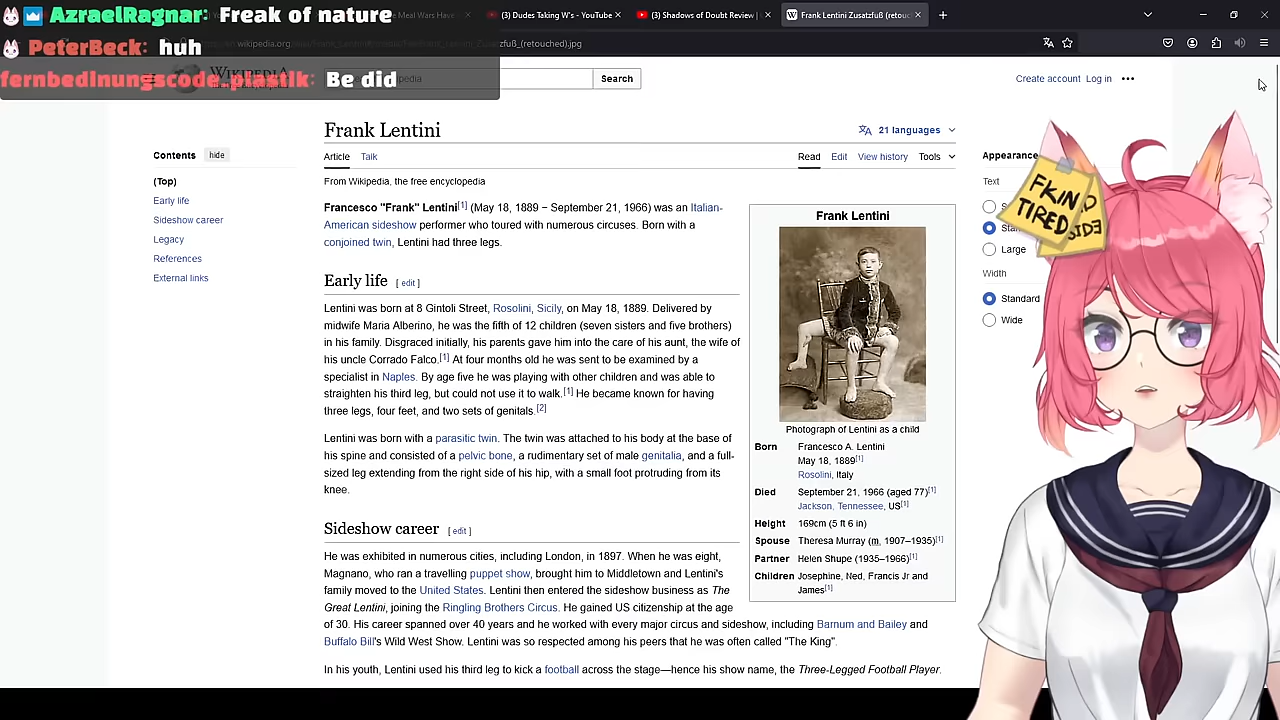 AzraelRagnar: Freak of nature
PeterBeck: huh
fernbedinungscode.plastik: Be did
e Meal Wars Have
(3) Dudes Taking W's - YouTube
(3) Shadows of Doubt Review |
Frank Lentini Zusatzfuß (retouc
wikipedia.org
Zusatzfuß_(retouched).jpg
WIKIPEDIA
Search
Create account
Log in
Frank Lentini
21 languages
Contents
hide
Article
Talk
Read
Edit
View history
Tools
Appearance
From Wikipedia, the free encyclopedia
(Top)
Early life
Sideshow career
Legacy
References
External links
Text
Large
Width
Standard
Wide
FKIN
TIRED
Francesco "Frank" Lentini[1] (May 18, 1889 – September 21, 1966) was an Italian-
American sideshow performer who toured with numerous circuses. Born with a
conjoined twin, Lentini had three legs.
Early life [ edit ]
Lentini was born at 8 Gintoli Street, Rosolini, Sicily, on May 18, 1889. Delivered by
midwife Maria Alberino, he was the fifth of 12 children (seven sisters and five brothers)
in his family. Disgraced initially, his parents gave him into the care of his aunt, the wife of
his uncle Corrado Falco.[1] At four months old he was sent to be examined by a
specialist in Naples. By age five he was playing with other children and was able to
straighten his third leg, but could not use it to walk.[1] He became known for having
three legs, four feet, and two sets of genitals.[2]
Lentini was born with a parasitic twin. The twin was attached to his body at the base of
his spine and consisted of a pelvic bone, a rudimentary set of male genitalia, and a full-
sized leg extending from the right side of his hip, with a small foot protruding from its
knee.
Sideshow career [ edit ]
He was exhibited in numerous cities, including London, in 1897. When he was eight,
Magnano, who ran a travelling puppet show, brought him to Middletown and Lentini's
family moved to the United States. Lentini then entered the sideshow business as The
Great Lentini, joining the Ringling Brothers Circus. He gained US citizenship at the age
of 30. His career spanned over 40 years and he worked with every major circus and sideshow, including Barnum and Bailey and
Buffalo Bill's Wild West Show. Lentini was so respected among his peers that he was often called "The King".
In his youth, Lentini used his third leg to kick a football across the stage—hence his show name, the Three-Legged Football Player.
Frank Lentini
Photograph of Lentini as a child
Born Francesco A. Lentini
May 18, 1889[1]
Rosolini, Italy
Died September 21, 1966 (aged 77)[1]
Jackson, Tennessee, US[1]
Height 169cm (5 ft 6 in)
Spouse Theresa Murray (m. 1907–1935)[1]
Partner Helen Shupe (1935–1966)[1]
Children Josephine, Ned, Francis Jr and
James[1]